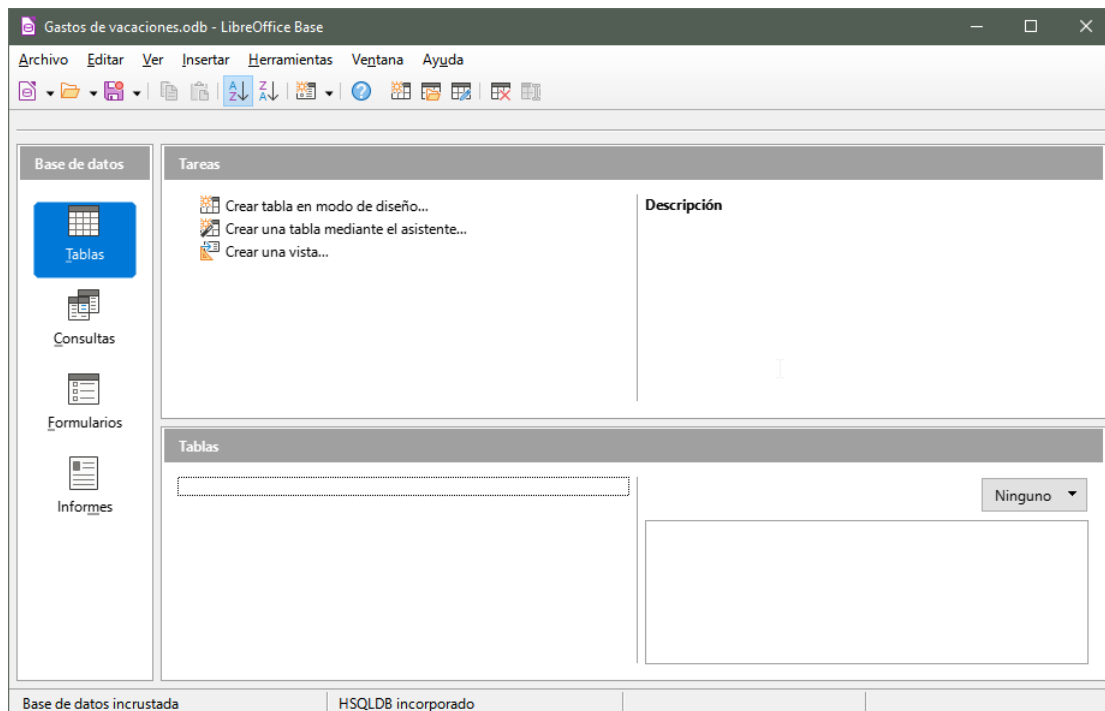 Gastos de vacaciones.odb - LibreOffice Base
Archivo Editar Ver Insertar Herramientas Ventana Ayuda
Base de datos
Tablas
Consultas
Formularios
Informes
Tareas
Crear tabla en modo de diseño...
Crear una tabla mediante el asistente...
Crear una vista...
Descripción
Tablas
Ninguno
Base de datos incrustada
HSQLDB incorporado